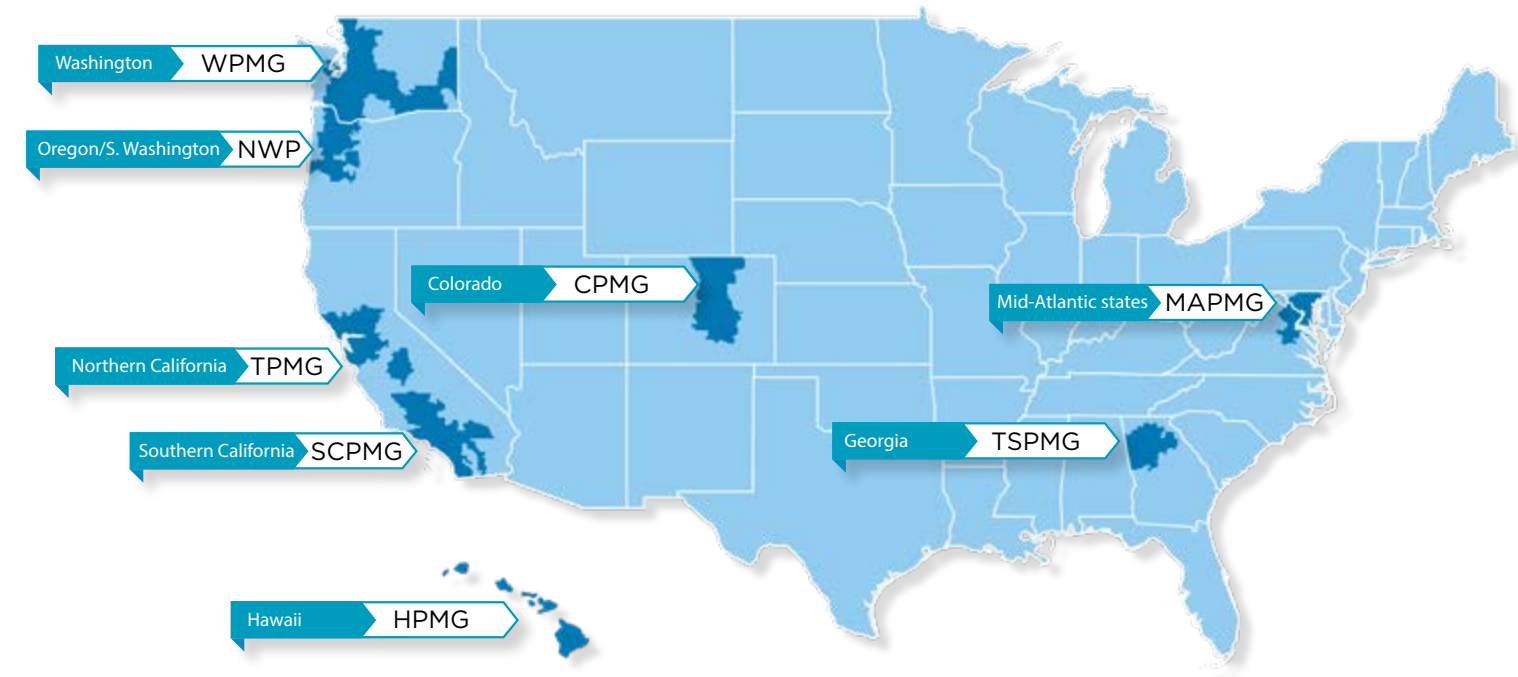 Washington WPMG
Oregon/S. Washington NWP
Colorado CPMG
Mid-Atlantic states MAPMG
Northern California TPMG
Southern California SCPMG
Georgia TSPMG
Hawaii HPMG